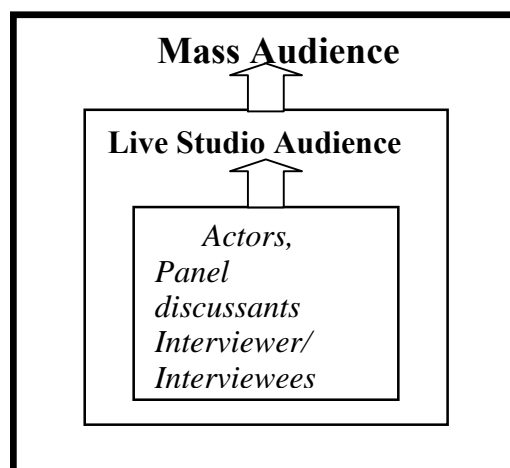 Mass Audience
Live Studio Audience
Actors,
Panel
discussants
Interviewer/
Interviewees